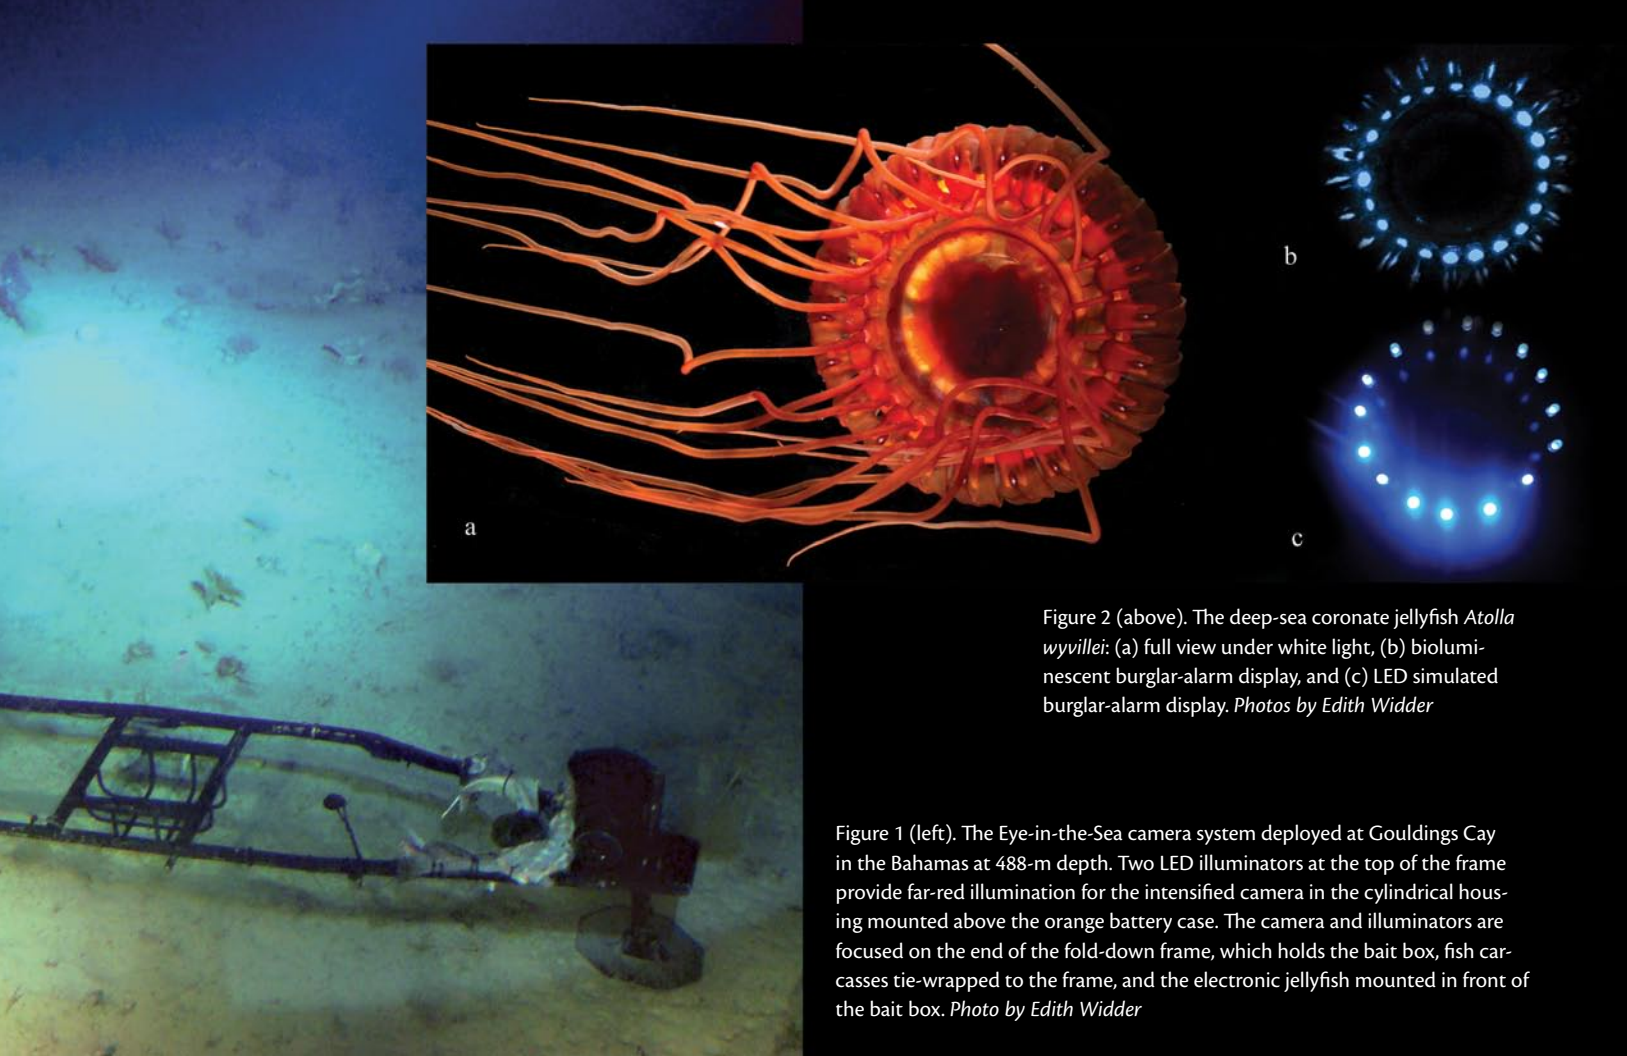 a
b
c
Figure 2 (above). The deep-sea coronate jellyfish Atolla
wyvillei: (a) full view under white light, (b) biolumi-
nescent burglar-alarm display, and (c) LED simulated
burglar-alarm display. Photos by Edith Widder
Figure 1 (left). The Eye-in-the-Sea camera system deployed at Gouldings Cay
in the Bahamas at 488-m depth. Two LED illuminators at the top of the frame
provide far-red illumination for the intensified camera in the cylindrical hous-
ing mounted above the orange battery case. The camera and illuminators are
focused on the end of the fold-down frame, which holds the bait box, fish car-
casses tie-wrapped to the frame, and the electronic jellyfish mounted in front of
the bait box. Photo by Edith Widder